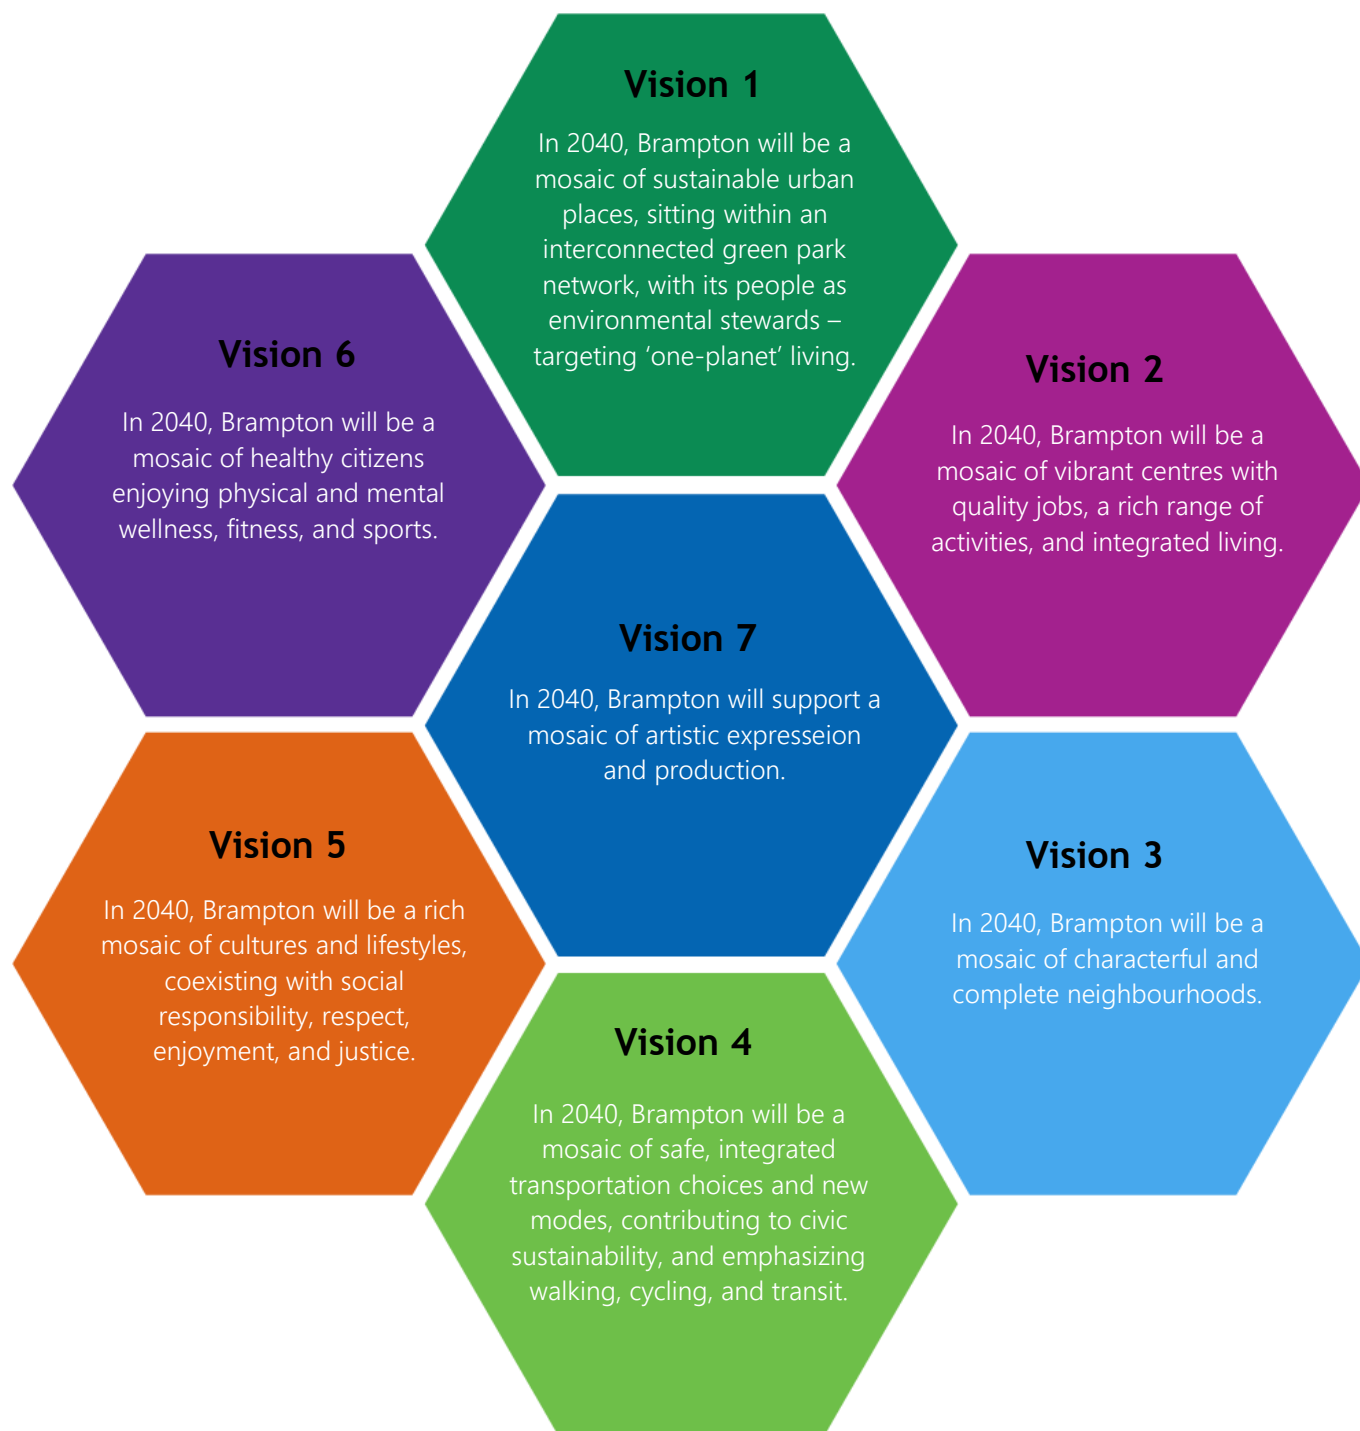 Vision 1
In 2040, Brampton will be a
mosaic of sustainable urban
places, sitting within an
interconnected green park
network, with its people as
environmental stewards –
targeting ‘one-planet’ living.
Vision 2
In 2040, Brampton will be a
mosaic of vibrant centres with
quality jobs, a rich range of
activities, and integrated living.
Vision 3
In 2040, Brampton will be a
mosaic of characterful and
complete neighbourhoods.
Vision 4
In 2040, Brampton will be a
mosaic of safe, integrated
transportation choices and new
modes, contributing to civic
sustainability, and emphasizing
walking, cycling, and transit.
Vision 5
In 2040, Brampton will be a rich
mosaic of cultures and lifestyles,
coexisting with social
responsibility, respect,
enjoyment, and justice.
Vision 6
In 2040, Brampton will be a
mosaic of healthy citizens
enjoying physical and mental
wellness, fitness, and sports.
Vision 7
In 2040, Brampton will support a
mosaic of artistic expresseion
and production.